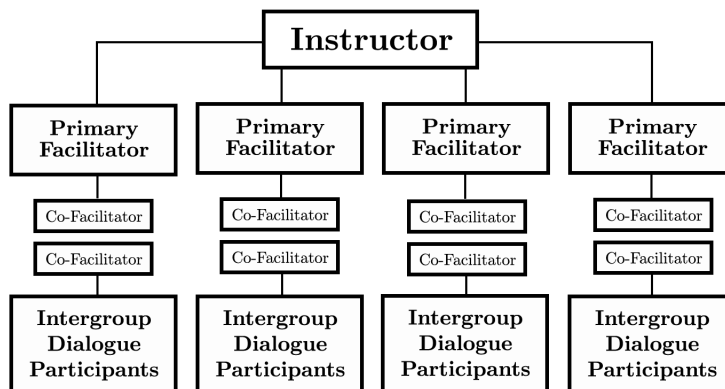 Instructor
Primary
Facilitator
Primary
Facilitator
Primary
Facilitator
Primary
Facilitator
Co-Facilitator
Co-Facilitator
Co-Facilitator
Co-Facilitator
Co-Facilitator
Co-Facilitator
Co-Facilitator
Co-Facilitator
Intergroup
Dialogue
Participants
Intergroup
Dialogue
Participants
Intergroup
Dialogue
Participants
Intergroup
Dialogue
Participants